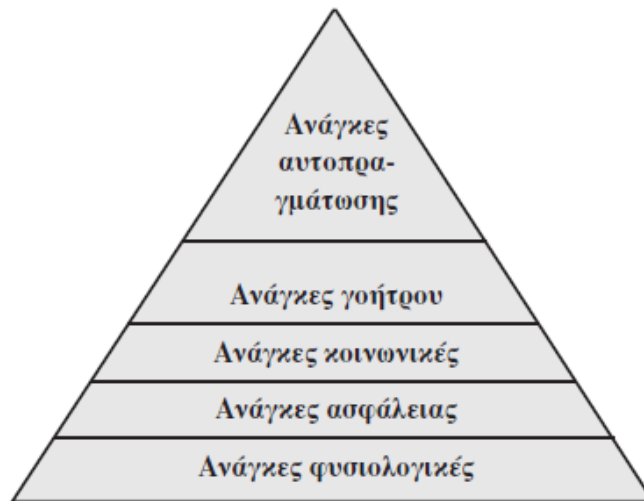 Ανάγκες
αυτοπρα-
γμάτωσης
Ανάγκες γοήτρου
Ανάγκες κοινωνικές
Ανάγκες ασφάλειας
Ανάγκες φυσιολογικές